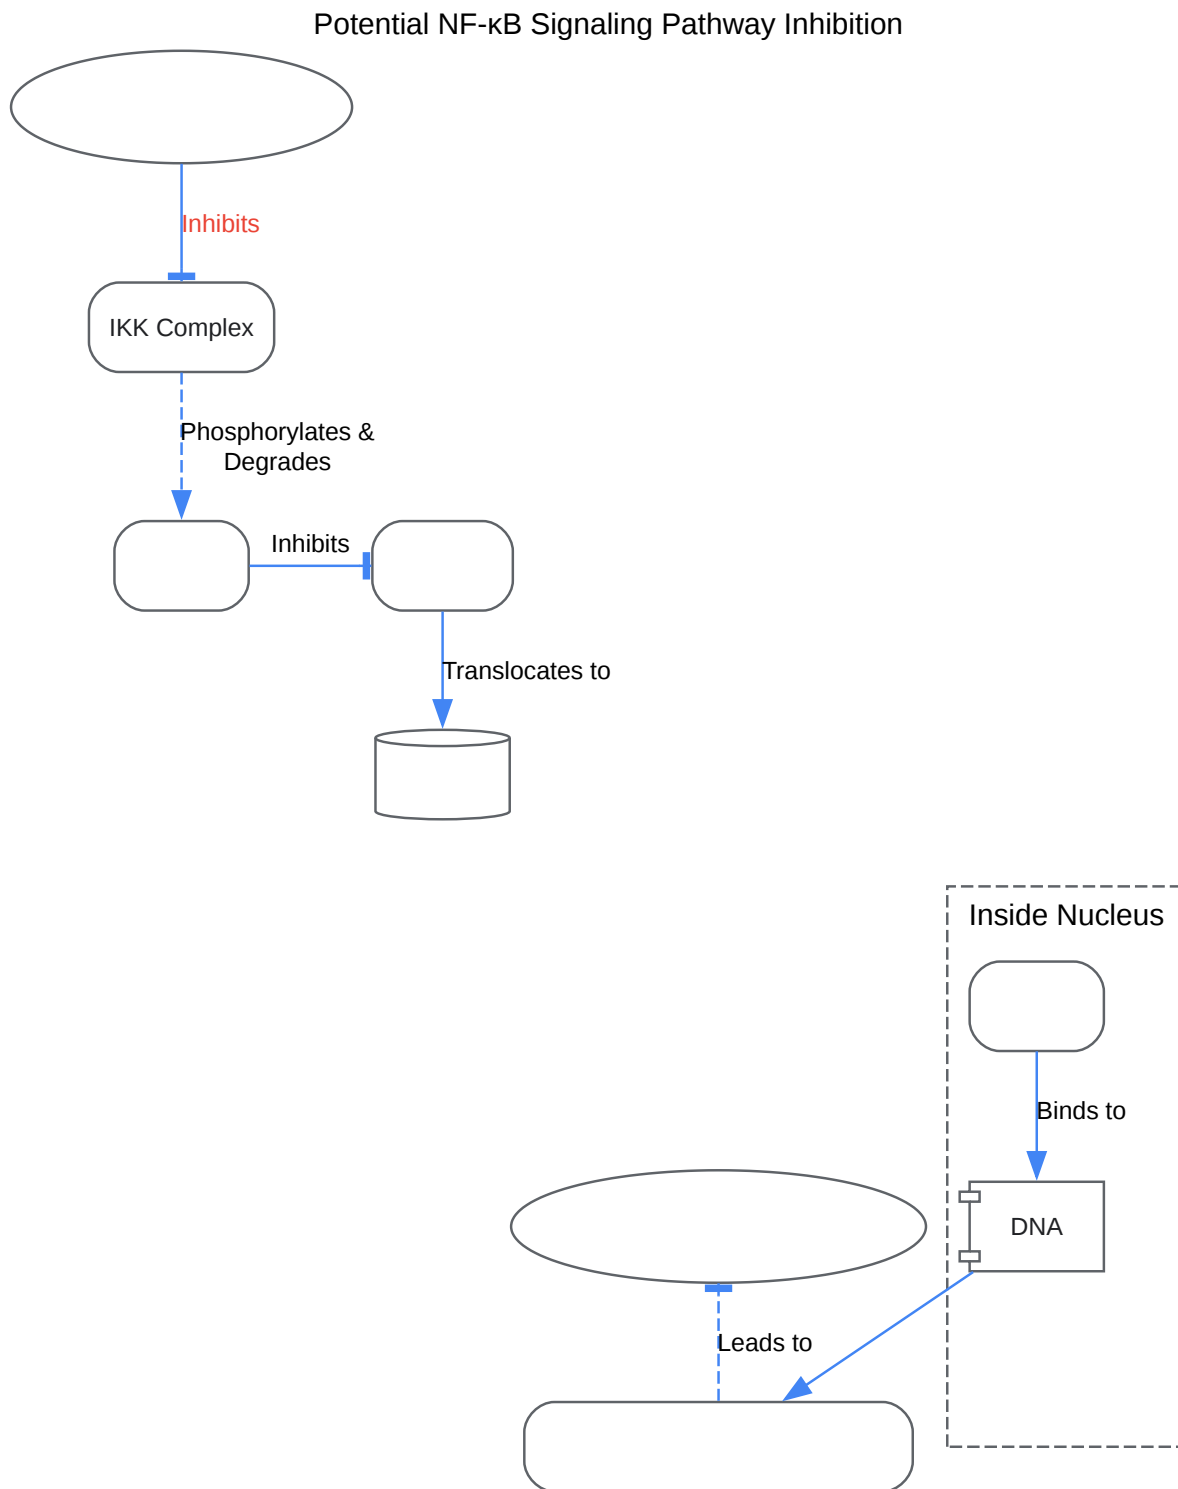 Potential NF-κB Signaling Pathway Inhibition
Inhibits
IKK Complex
Phosphorylates &
Degrades
Inhibits
Translocates to
Inside Nucleus
Binds to
DNA
Leads to